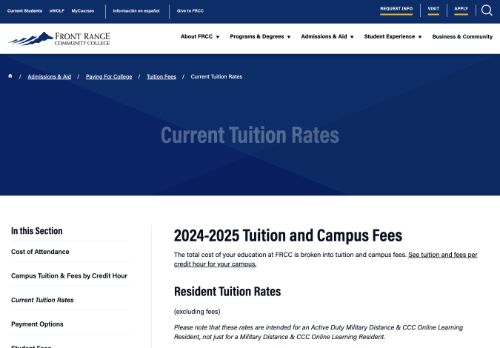 Current Students eWOLF MyCourses Información en español Give to FRCC REQUEST INFO VISIT APPLY
FRONT RANGE
COMMUNITY COLLEGE
About FRCC Programs & Degrees Admissions & Aid Student Experience Business & Community
/ Admissions & Aid / Paying For College / Tuition Fees / Current Tuition Rates
Current Tuition Rates
In this Section
Cost of Attendance
Campus Tuition & Fees by Credit Hour
Current Tuition Rates
Payment Options
Student Fees
2024-2025 Tuition and Campus Fees
The total cost of your education at FRCC is broken into tuition and campus fees. See tuition and fees per
credit hour for your campus.
Resident Tuition Rates
(excluding fees)
Please note that these rates are intended for an Active Duty Military Distance & CCC Online Learning
Resident, not just for a Military Distance & CCC Online Learning Resident.